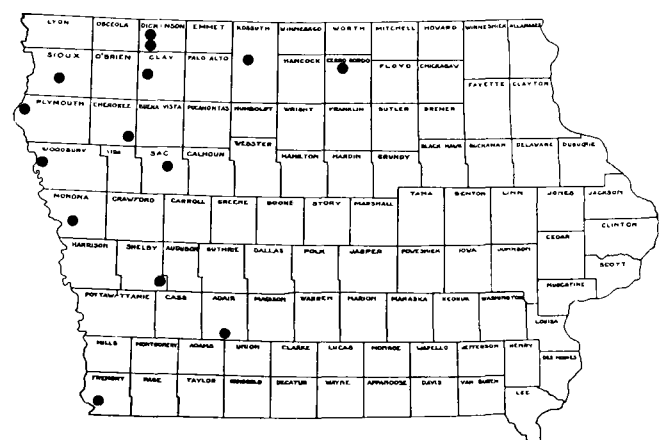 LYON OSCEOLA DICKINSON EMMET KOSSUTH WINNEBAGO WORTH MITCHELL HOWARD WINNESHIEK ALLAMAKEE
SIOUX O'BRIEN CLAY PALO ALTO HANCOCK CERRO GORDO FLOYD CHICKASAW
FAYETTE CLAYTON
PLYMOUTH CHEROKEE BUENA VISTA POCAHONTAS HUMBOLDT WRIGHT FRANKLIN BUTLER BREMER
WEBSTER
WOODBURY IDA SAC CALHOUN HAMILTON HARDIN GRUNDY BLACK HAWK BUCHANAN DELAWARE DUBUQUE
MONONA CRAWFORD CARROLL GREENE BOONE STORY MARSHALL TAMA BENTON LINN JONES JACKSON
CLINTON
CEDAR
HARRISON SHELBY AUDUBON GUTHRIE DALLAS POLK JASPER POWESHIEK IOWA JOHNSON
SCOTT
MUSCATINE
POTTAWATTAMIE CASS ADAIR MADISON WARREN MARION MAHASKA KEOKUK WASHINGTON
LOUISA
MILLS MONTGOMERY ADAMS UNION CLARKE LUCAS MONROE WAPELLO JEFFERSON HENRY
DES MOINES
FREMONT PAGE TAYLOR RINGGOLD DECATUR WAYNE APPANOOSE DAVIS VAN BUREN
LEE